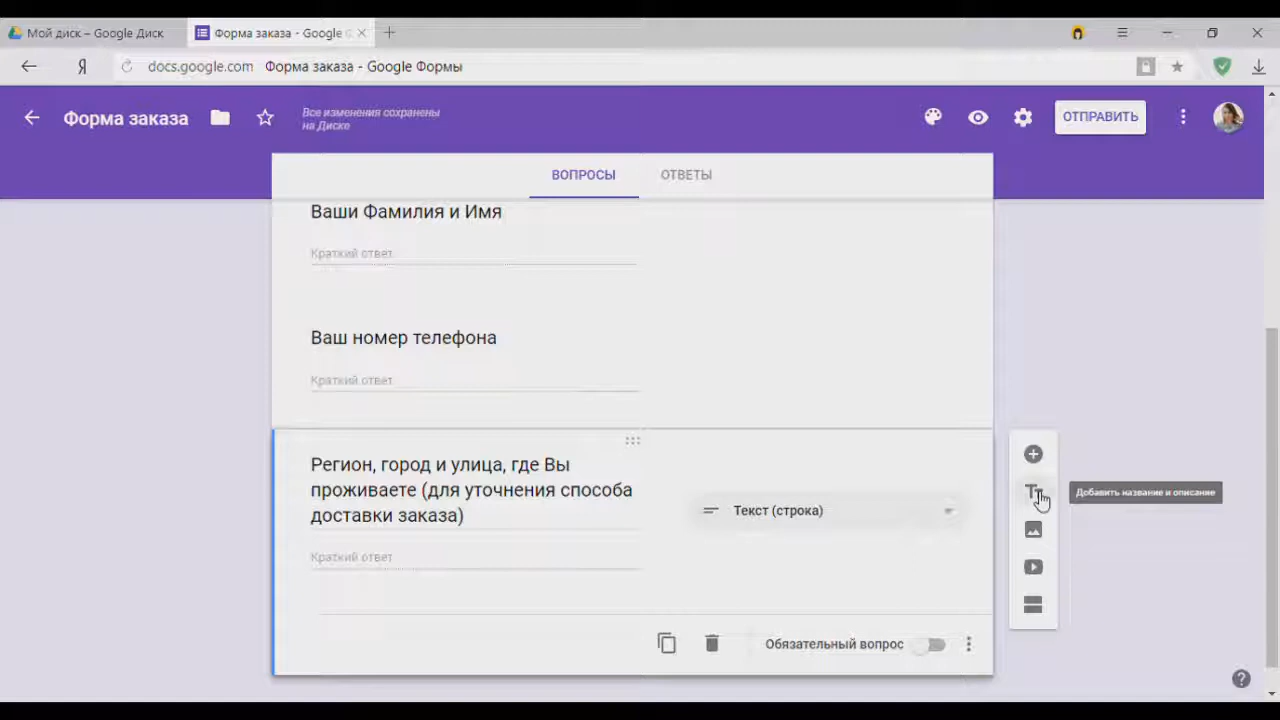 Мой диск – Google Диск
Форма заказа - Google
docs.google.com Форма заказа - Google Формы
Форма заказа
Все изменения сохранены
на Диске
ОТПРАВИТЬ
ВОПРОСЫ
ОТВЕТЫ
Ваши Фамилия и Имя
Краткий ответ
Ваш номер телефона
Краткий ответ
Регион, город и улица, где Вы
проживаете (для уточнения способа
доставки заказа)
Текст (строка)
Краткий ответ
Добавить название и описание
Обязательный вопрос